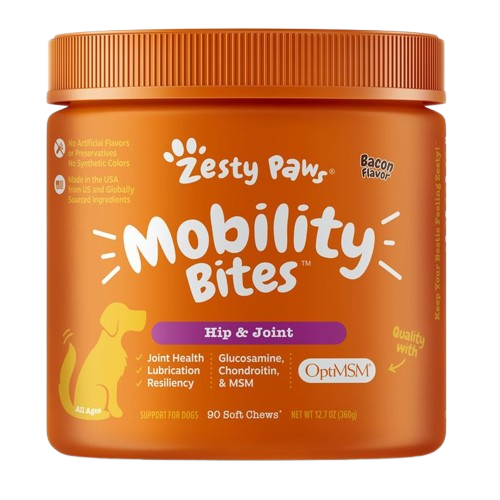 No Artificial Flavors
or Preservatives
No Synthetic Colors
Made in the USA
from US and Globally
Sourced Ingredients
Zesty Paws®
Bacon
Flavor
Mobility
Bites™
Hip & Joint
✓ Joint Health
✓ Lubrication
✓ Resiliency
Glucosamine,
Chondroitin,
& MSM
OptiMSM®
Quality
with
Keep Your Bestie Feeling Zesty!
All Ages
SUPPORT FOR DOGS
90 Soft Chews*
NET WT 12.7 OZ (360g)